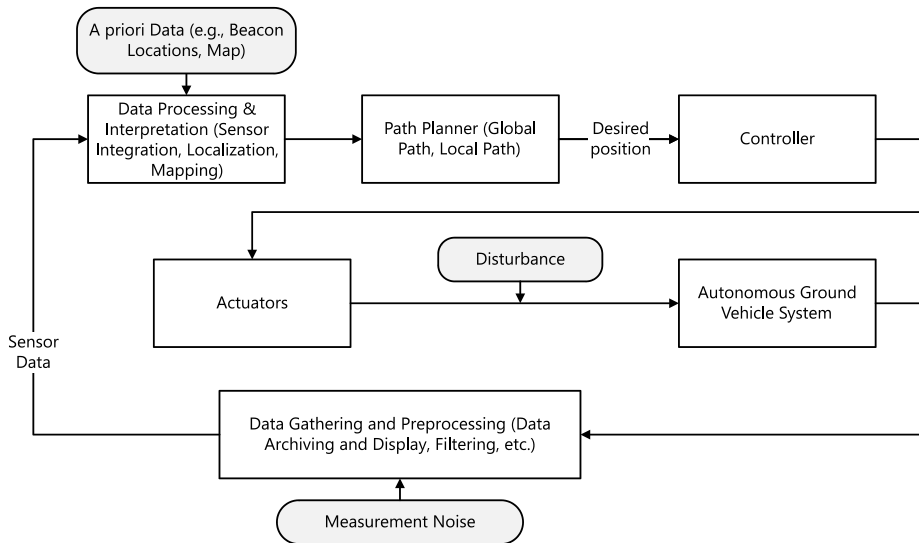 A priori Data (e.g., Beacon
Locations, Map)
Data Processing &
Interpretation (Sensor
Integration, Localization,
Mapping)
Path Planner (Global
Path, Local Path)
Desired
position
Controller
Disturbance
Actuators
Autonomous Ground
Vehicle System
Sensor
Data
Data Gathering and Preprocessing (Data
Archiving and Display, Filtering, etc.)
Measurement Noise